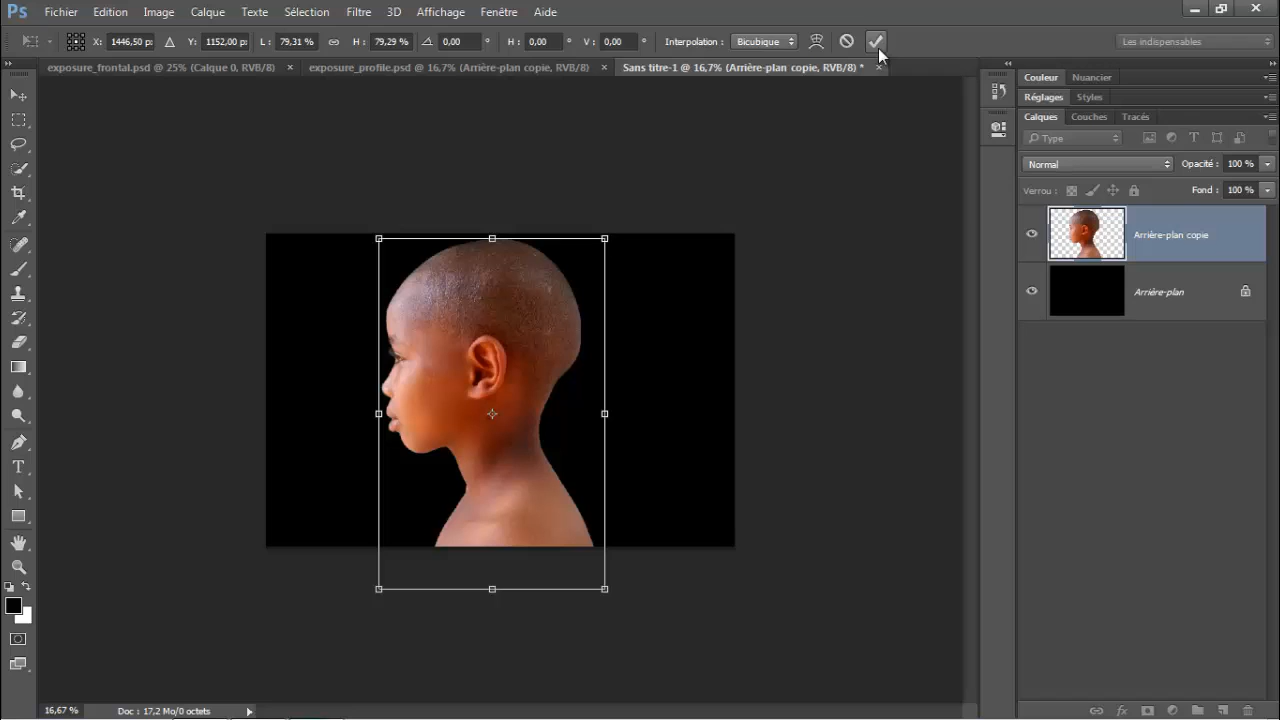 Ps Fichier Edition Image Calque Texte Sélection Filtre 3D Affichage Fenêtre Aide
X: 1446,50 px Y: 1152,00 px L: 79,31 % H: 79,29 % 0,00 ° H: 0,00 ° V: 0,00 ° Interpolation : Bicubique Les indispensables
exposure_frontal.psd @ 25% (Calque 0, RVB/8) × exposure_profile.psd @ 16,7% (Arrière-plan copie, RVB/8) × Sans titre-1 @ 16,7% (Arrière-plan copie, RVB/8) * ×
Couleur Nuancier
Réglages Styles
Calques Couches Tracés
Type
Normal Opacité : 100 %
Verrou : Fond : 100 %
Arrière-plan copie
Arrière-plan
16,67 % Doc : 17,2 Mo/0 octets